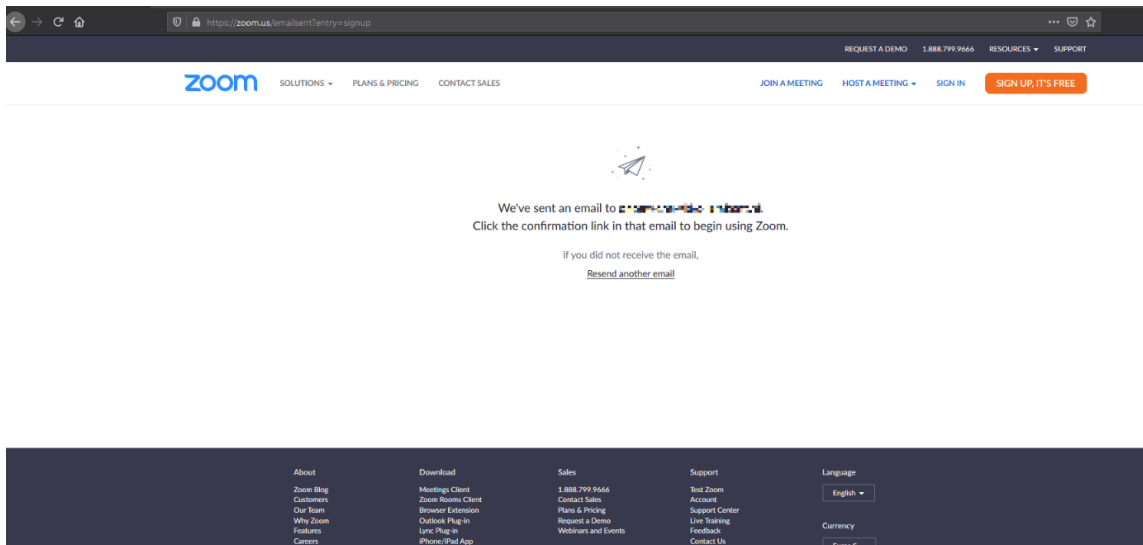 https://zoom.us/emailsent?entry=signup
REQUEST A DEMO 1.888.799.9666 RESOURCES SUPPORT
zoom SOLUTIONS PLANS & PRICING CONTACT SALES JOIN A MEETING HOST A MEETING SIGN IN SIGN UP, IT'S FREE
We've sent an email to
Click the confirmation link in that email to begin using Zoom.
if you did not receive the email,
Resend another email
About Download Sales Support Language
Zoom Blog Meetings Client 1.888.799.9666 Test Zoom English
Customers Zoom Rooms Client Contact Sales Account
Our Team Browser Extension Plans & Pricing Support Center
Why Zoom Outlook Plug-in Request a Demo Live Training Currency
Features Lync Plug-in Webinars and Events Feedback
Careers iPhone/iPad App Contact Us